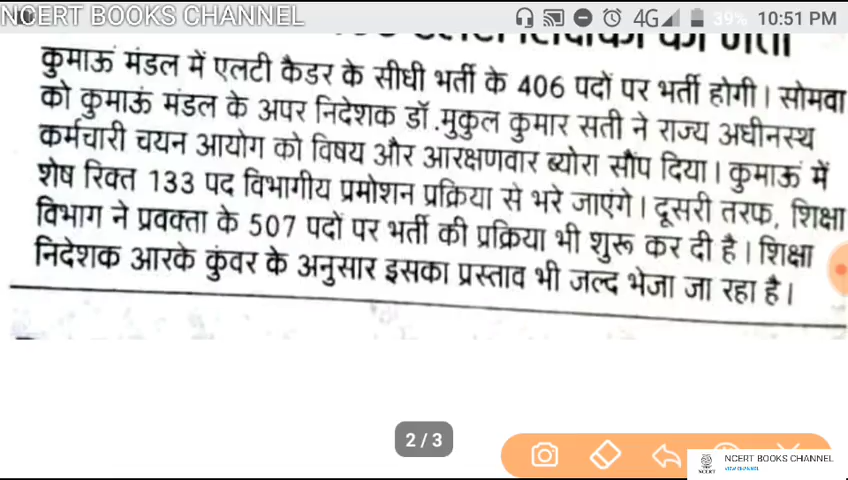 NCERT BOOKS CHANNEL
4G 39% 10:51 PM
कुमाऊं मंडल में एलटी कैडर के सीधी भर्ती के 406 पदों पर भर्ती होगी। सोमवा
को कुमाऊं मंडल के अपर निदेशक डॉ.मुकुल कुमार सती ने राज्य अधीनस्थ
कर्मचारी चयन आयोग को विषय और आरक्षणवार ब्योरा सौंप दिया। कुमाऊं में
शेष रिक्त 133 पद विभागीय प्रमोशन प्रक्रिया से भरे जाएंगे। दूसरी तरफ, शिक्षा
विभाग ने प्रवक्ता के 507 पदों पर भर्ती की प्रक्रिया भी शुरू कर दी है। शिक्षा
निदेशक आरके कुंवर के अनुसार इसका प्रस्ताव भी जल्द भेजा जा रहा है।
2/3
NCERT BOOKS CHANNEL
VIEW CHANNEL
NCERT